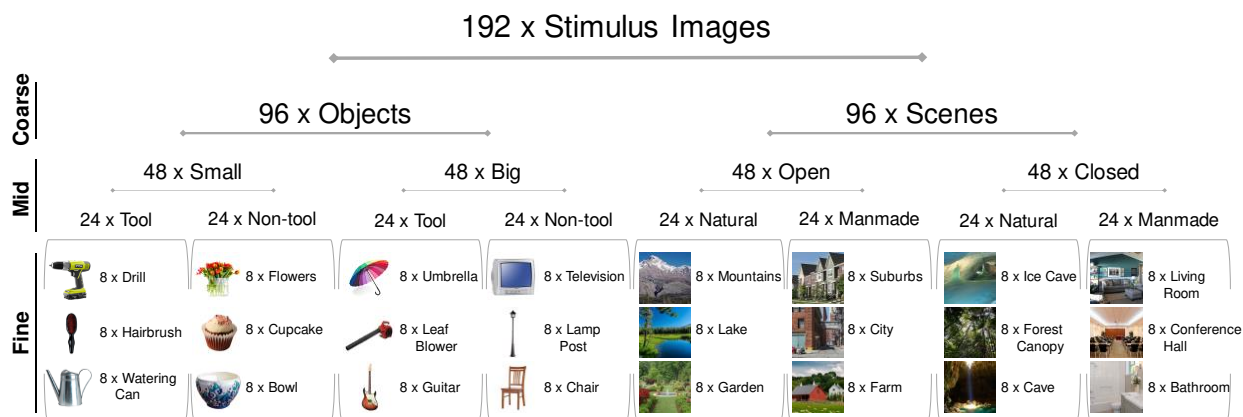 192 x Stimulus Images
Coarse
96 x Objects
96 x Scenes
Mid
48 x Small
48 x Big
48 x Open
48 x Closed
24 x Tool
24 x Non-tool
24 x Tool
24 x Non-tool
24 x Natural
24 x Manmade
24 x Natural
24 x Manmade
Fine
8 x Drill
8 x Flowers
8 x Umbrella
8 x Television
8 x Mountains
8 x Suburbs
8 x Ice Cave
8 x Living
Room
8 x Hairbrush
8 x Cupcake
8 x Leaf
Blower
8 x Lamp
Post
8 x Lake
8 x City
8 x Forest
Canopy
8 x Conference
Hall
8 x Watering
Can
8 x Bowl
8 x Guitar
8 x Chair
8 x Garden
8 x Farm
8 x Cave
8 x Bathroom